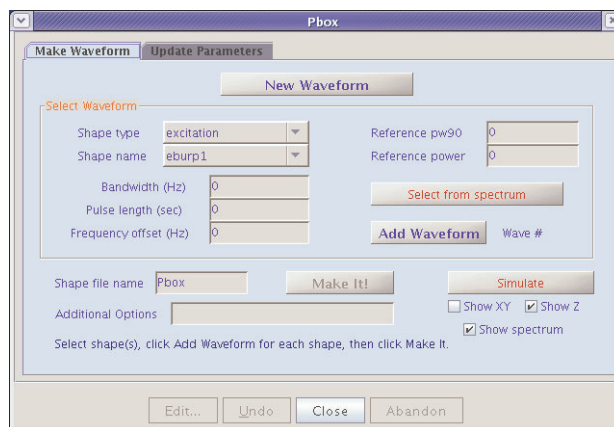 Pbox
Make Waveform Update Parameters
New Waveform
Select Waveform
Shape type excitation Reference pw90 0
Shape name eburp1 Reference power 0
Bandwidth (Hz) 0
Pulse length (sec) 0 Select from spectrum
Frequency offset (Hz) 0 Add Waveform Wave #
Shape file name Pbox Make It! Simulate
Additional Options Show XY Show Z
Show spectrum
Select shape(s), click Add Waveform for each shape, then click Make It.
Edit... Undo Close Abandon